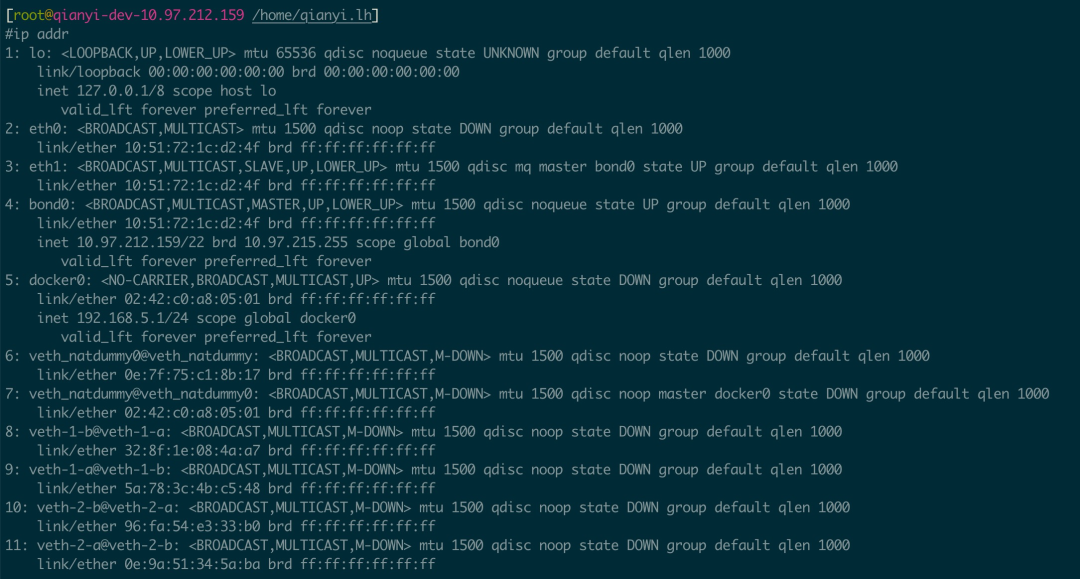 [root@qianyi-dev-10.97.212.159 /home/qianyi.lh]
#ip addr
1: lo: <LOOPBACK,UP,LOWER_UP> mtu 65536 qdisc noqueue state UNKNOWN group default qlen 1000
    link/loopback 00:00:00:00:00:00 brd 00:00:00:00:00:00
    inet 127.0.0.1/8 scope host lo
       valid_lft forever preferred_lft forever
2: eth0: <BROADCAST,MULTICAST> mtu 1500 qdisc noop state DOWN group default qlen 1000
    link/ether 10:51:72:1c:d2:4f brd ff:ff:ff:ff:ff:ff
3: eth1: <BROADCAST,MULTICAST,SLAVE,UP,LOWER_UP> mtu 1500 qdisc mq master bond0 state UP group default qlen 1000
    link/ether 10:51:72:1c:d2:4f brd ff:ff:ff:ff:ff:ff
4: bond0: <BROADCAST,MULTICAST,MASTER,UP,LOWER_UP> mtu 1500 qdisc noqueue state UP group default qlen 1000
    link/ether 10:51:72:1c:d2:4f brd ff:ff:ff:ff:ff:ff
    inet 10.97.212.159/22 brd 10.97.215.255 scope global bond0
       valid_lft forever preferred_lft forever
5: docker0: <NO-CARRIER,BROADCAST,MULTICAST,UP> mtu 1500 qdisc noqueue state DOWN group default qlen 1000
    link/ether 02:42:c0:a8:05:01 brd ff:ff:ff:ff:ff:ff
    inet 192.168.5.1/24 scope global docker0
       valid_lft forever preferred_lft forever
6: veth_natdummy0@veth_natdummy: <BROADCAST,MULTICAST,M-DOWN> mtu 1500 qdisc noop state DOWN group default qlen 1000
    link/ether 0e:7f:75:c1:8b:17 brd ff:ff:ff:ff:ff:ff
7: veth_natdummy@veth_natdummy0: <BROADCAST,MULTICAST,M-DOWN> mtu 1500 qdisc noop master docker0 state DOWN group default qlen 1000
    link/ether 02:42:c0:a8:05:01 brd ff:ff:ff:ff:ff:ff
8: veth-1-b@veth-1-a: <BROADCAST,MULTICAST,M-DOWN> mtu 1500 qdisc noop state DOWN group default qlen 1000
    link/ether 32:8f:1e:08:4a:a7 brd ff:ff:ff:ff:ff:ff
9: veth-1-a@veth-1-b: <BROADCAST,MULTICAST,M-DOWN> mtu 1500 qdisc noop state DOWN group default qlen 1000
    link/ether 5a:78:3c:4b:c5:48 brd ff:ff:ff:ff:ff:ff
10: veth-2-b@veth-2-a: <BROADCAST,MULTICAST,M-DOWN> mtu 1500 qdisc noop state DOWN group default qlen 1000
    link/ether 96:fa:54:e3:33:b0 brd ff:ff:ff:ff:ff:ff
11: veth-2-a@veth-2-b: <BROADCAST,MULTICAST,M-DOWN> mtu 1500 qdisc noop state DOWN group default qlen 1000
    link/ether 0e:9a:51:34:5a:ba brd ff:ff:ff:ff:ff:ff